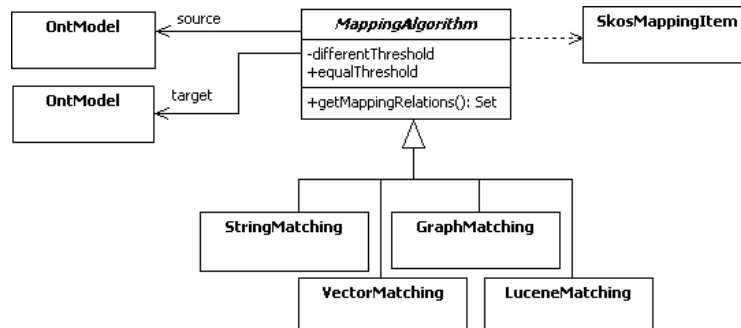 OntModel
source
MappingAlgorithm
SkosMappingItem
-differentThreshold
+equalThreshold
OntModel
target
+getMappingRelations(): Set
StringMatching
GraphMatching
VectorMatching
LuceneMatching